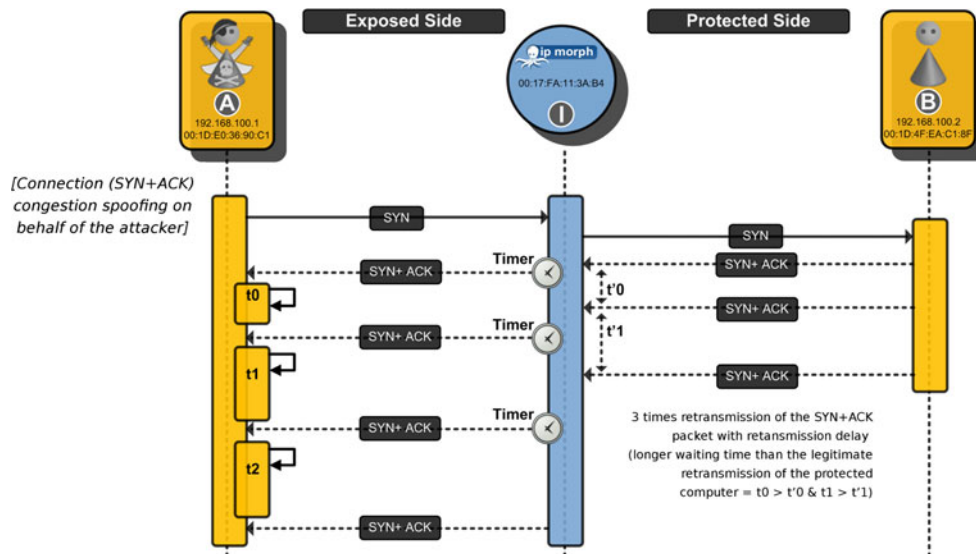 Exposed Side
Protected Side
A
192.168.100.1
00:1D:E0:36:90:C1
ip morph
00:17:FA:11:3A:B4
I
B
192.168.100.2
00:1D:4F:EA:C1:8F
[Connection (SYN+ACK)
congestion spoofing on
behalf of the attacker]
SYN
SYN
Timer
SYN+ ACK
SYN+ ACK
t0
t'0
SYN+ ACK
Timer
SYN+ ACK
t'1
t1
SYN+ ACK
Timer
SYN+ ACK
t2
3 times retransmission of the SYN+ACK
packet with retansmission delay
(longer waiting time than the legitimate
retransmission of the protected
computer = t0 > t'0 & t1 > t'1)
SYN+ ACK